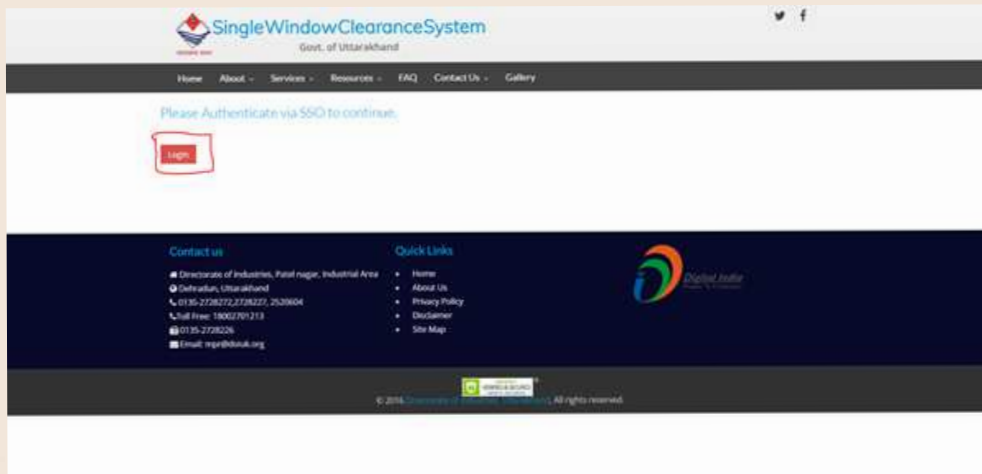 SingleWindowClearanceSystem
Govt. of Uttarakhand
Home About Services Resources FAQ Contact Us Gallery
Please Authenticate via SSO to continue.
Login
Contact us
Directorate of Industries, Patel nagar, Industrial Area
Dehradun, Uttarakhand
0135-2728272,2728227, 2520604
Toll Free: 18002701213
0135-2728226
Email:
Quick Links
Home
About Us
Privacy Policy
Disclaimer
Site Map
Digital India
© 2016 All rights reserved.